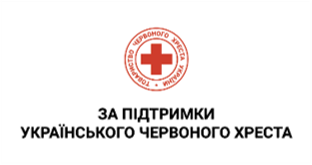 ТОВАРИСТВО ЧЕРВОНОГО ХРЕСТА УКРАЇНИ
ЗА ПІДТРИМКИ
УКРАЇНСЬКОГО ЧЕРВОНОГО ХРЕСТА